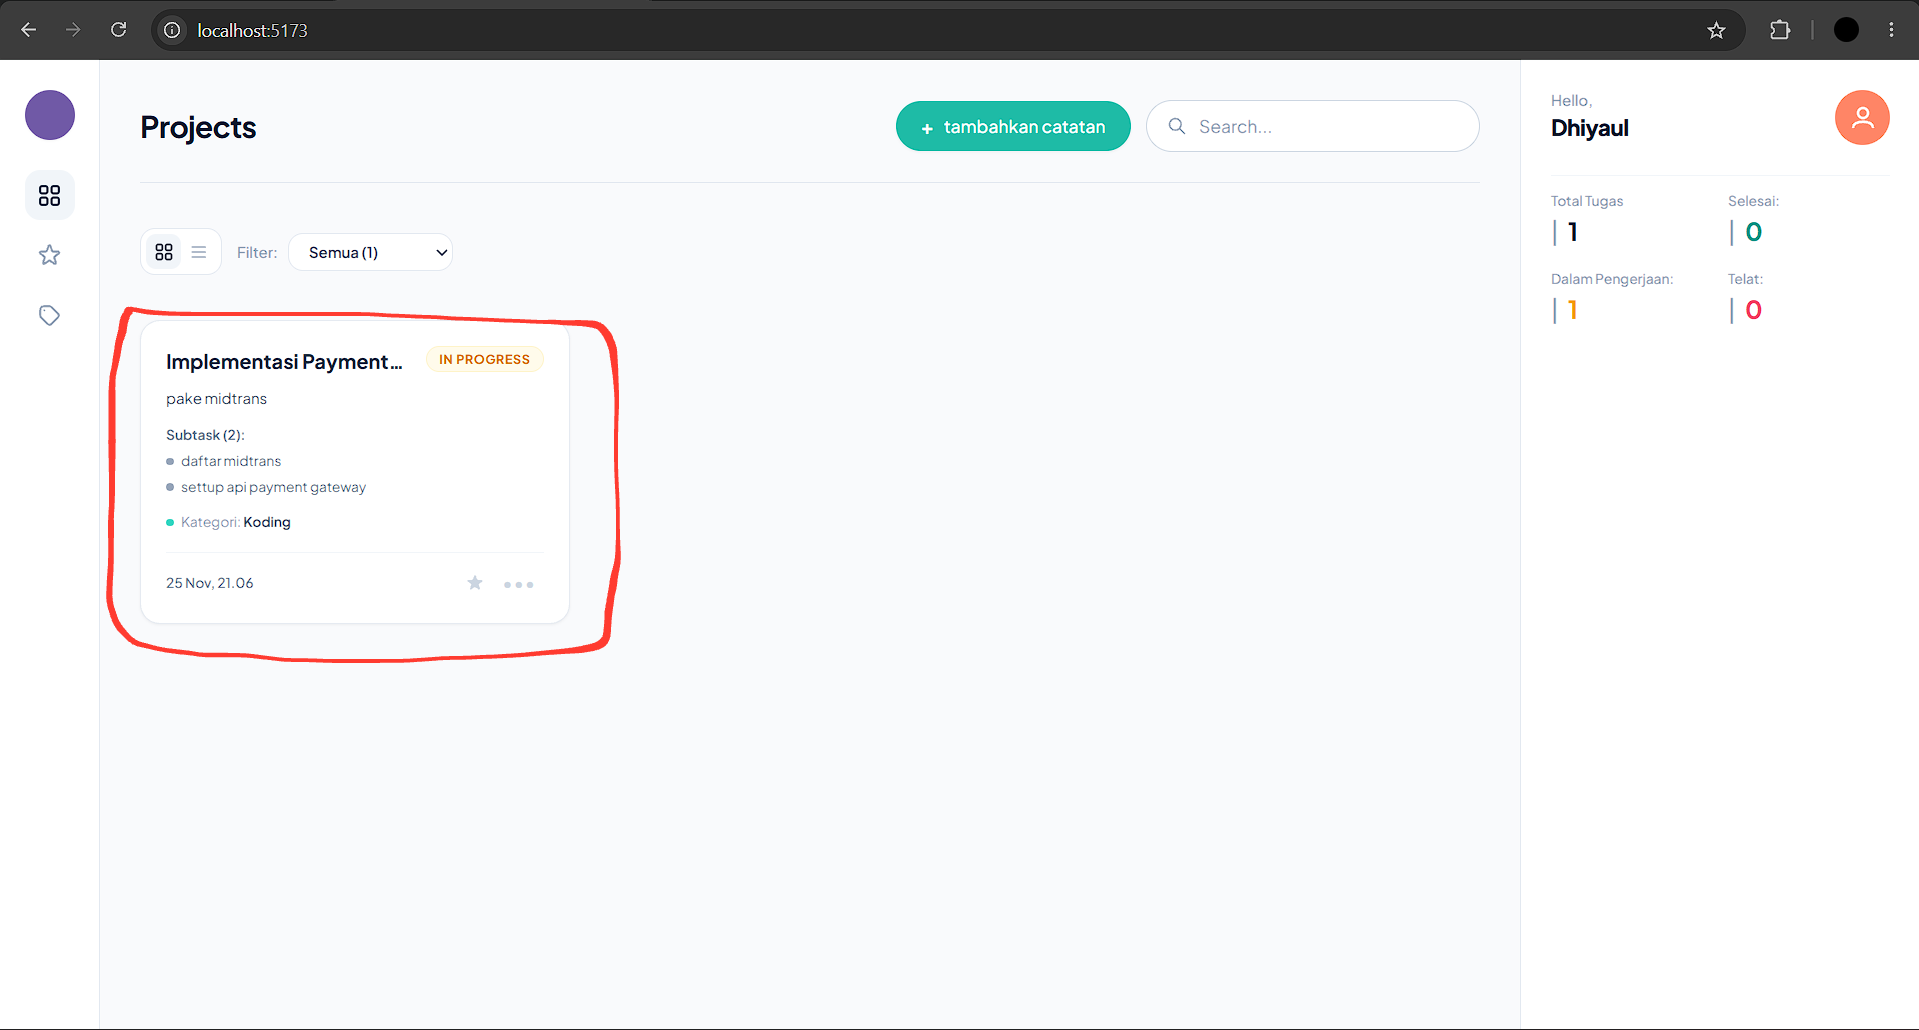 localhost:5173
Projects
+ tambahkan catatan
Search...
Hello,
Dhiyaul
Total Tugas
1
Selesai:
0
Dalam Pengerjaan:
1
Telat:
0
Filter:
Semua (1)
Implementasi Payment...
IN PROGRESS
pake midtrans
Subtask (2):
daftar midtrans
settup api payment gateway
Kategori: Koding
25 Nov, 21.06